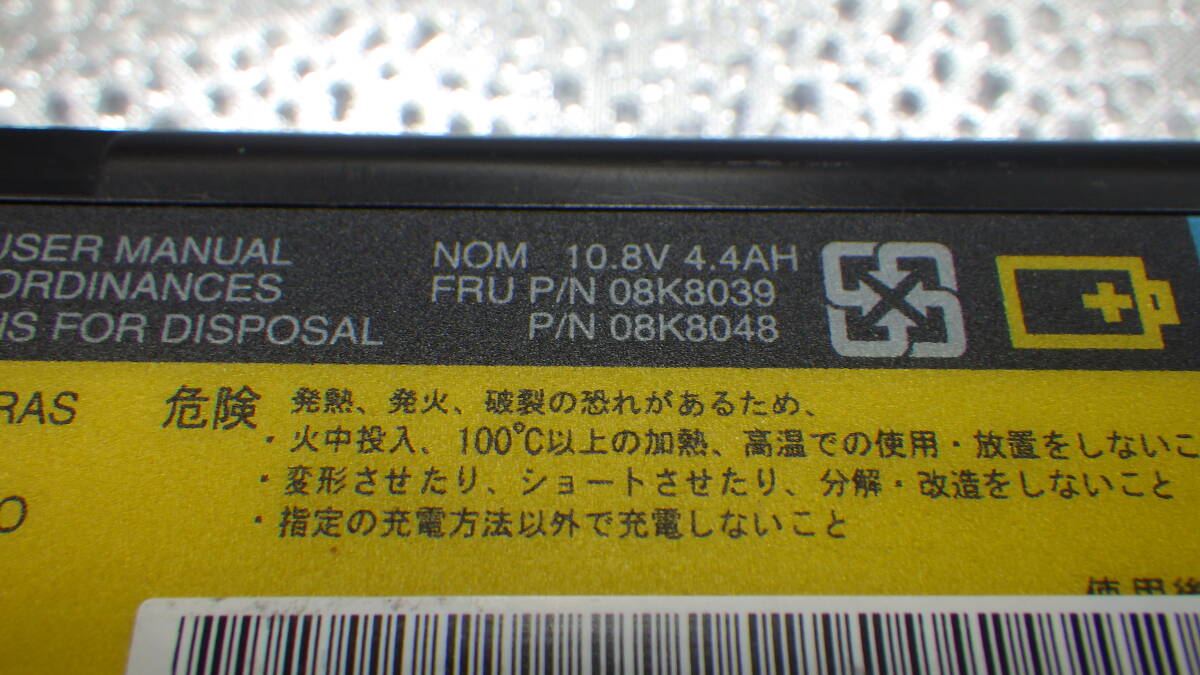 USER MANUAL
ORDINANCES
NS FOR DISPOSAL
NOM 10.8V 4.4AH
FRU P/N 08K8039
P/N 08K8048
RAS
O
危険
発熱、発火、破裂の恐れがあるため、
・火中投入、100℃以上の加熱、高温での使用・放置をしないこ
・変形させたり、ショートさせたり、分解・改造をしないこと
・指定の充電方法以外で充電しないこと
使用後